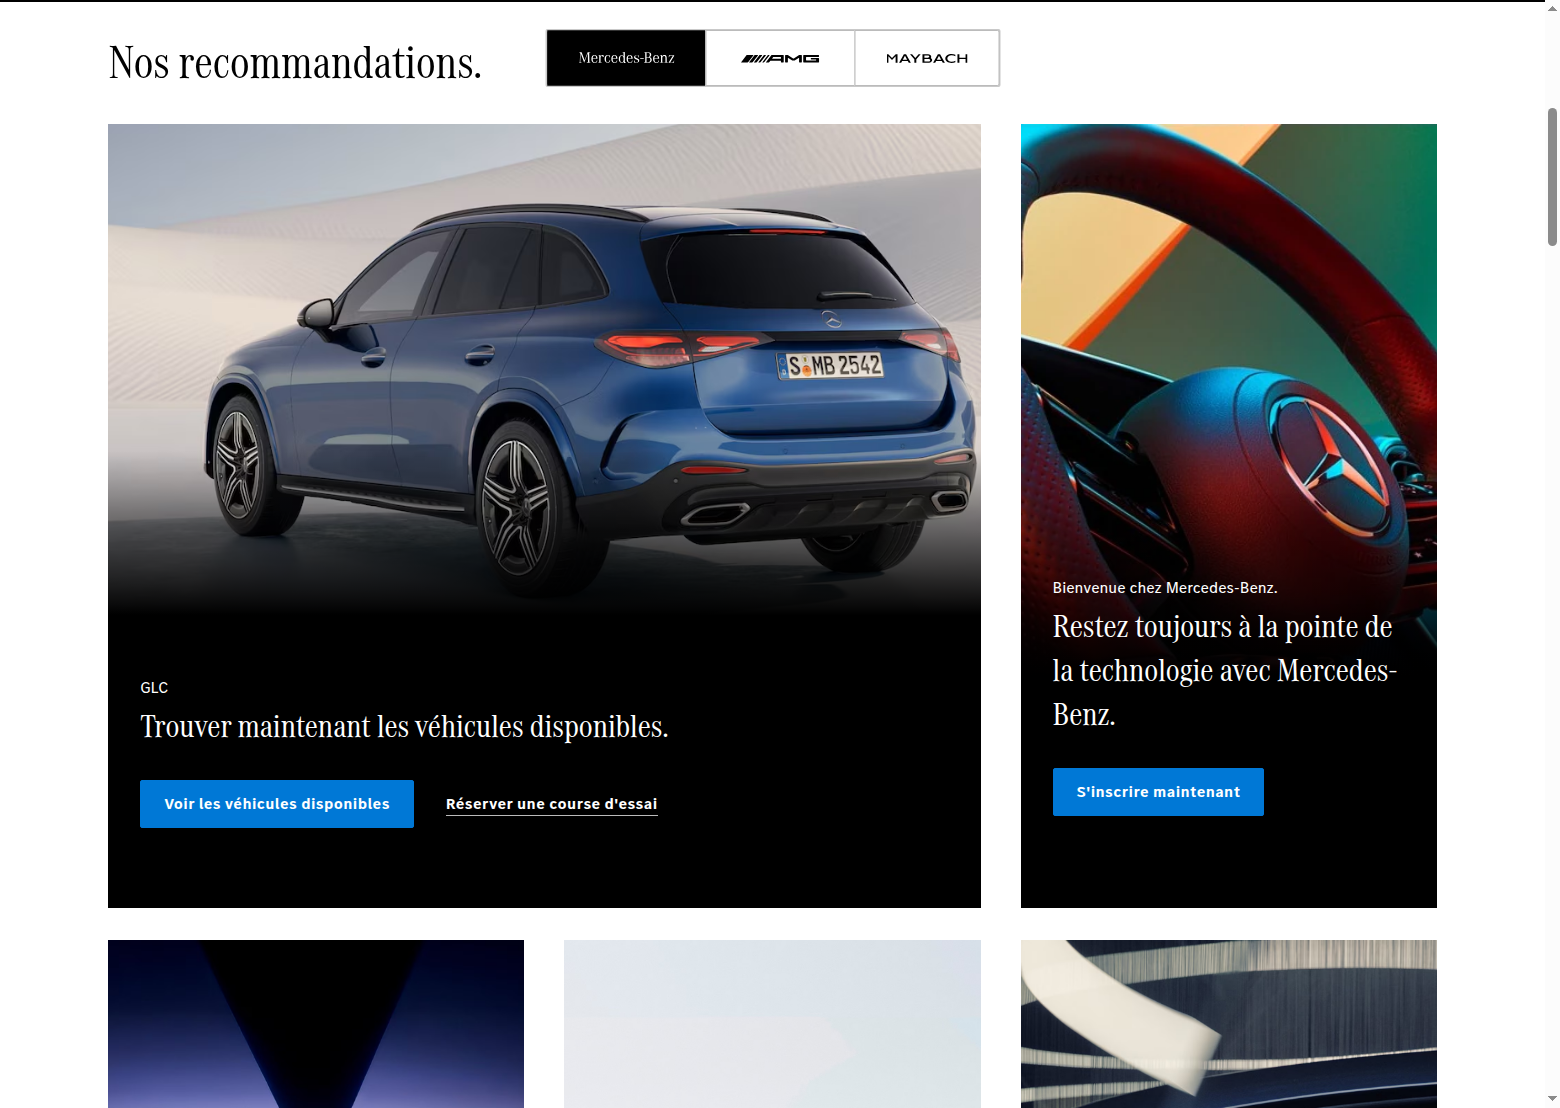 Nos recommandations.
Mercedes-Benz
AMG
MAYBACH
S MB 2542
GLC
Trouver maintenant les véhicules disponibles.
Voir les véhicules disponibles
Réserver une course d'essai
Bienvenue chez Mercedes-Benz.
Restez toujours à la pointe de
la technologie avec Mercedes-
Benz.
S'inscrire maintenant